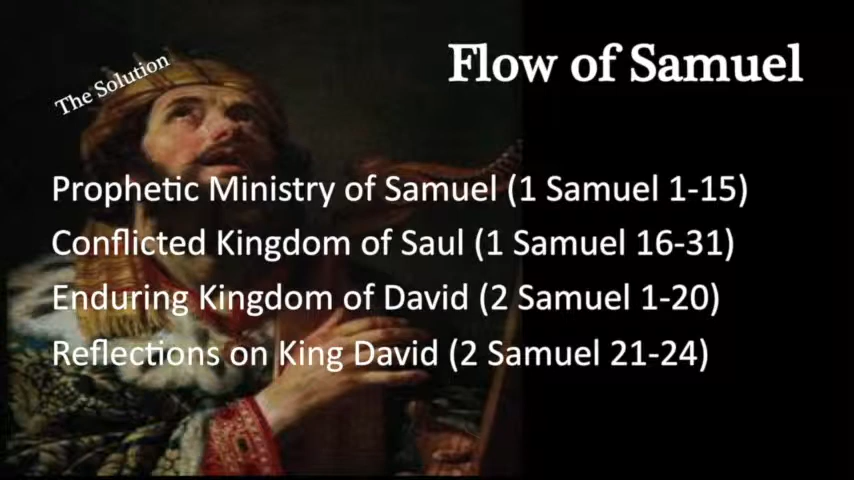 The Solution
Flow of Samuel
Prophetic Ministry of Samuel (1 Samuel 1-15)
Conflicted Kingdom of Saul (1 Samuel 16-31)
Enduring Kingdom of David (2 Samuel 1-20)
Reflections on King David (2 Samuel 21-24)